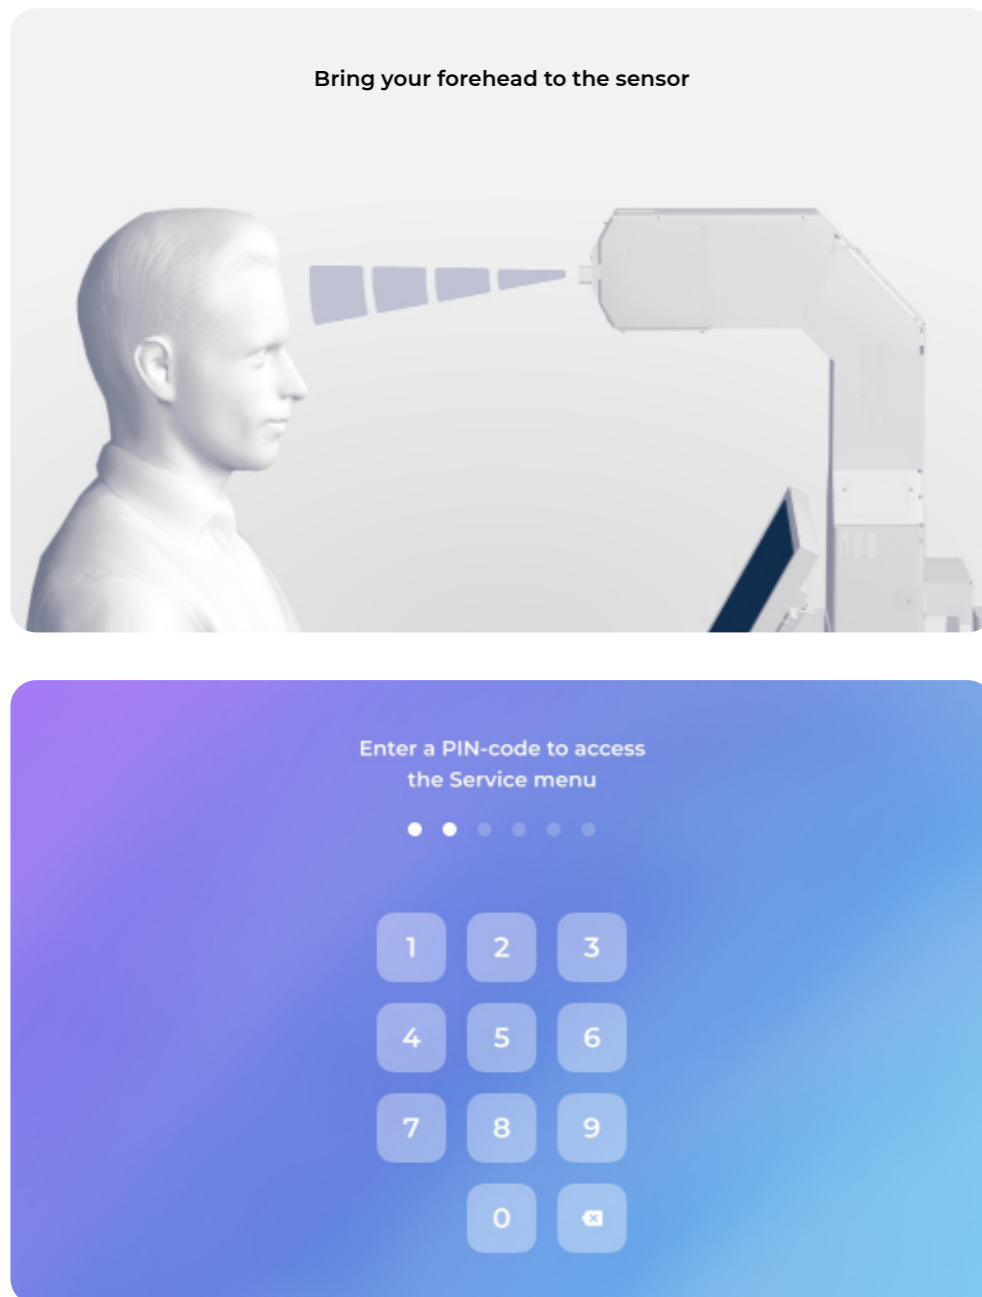 Bring your forehead to the sensor
Enter a PIN-code to access
the Service menu
1 2 3
4 5 6
7 8 9
0